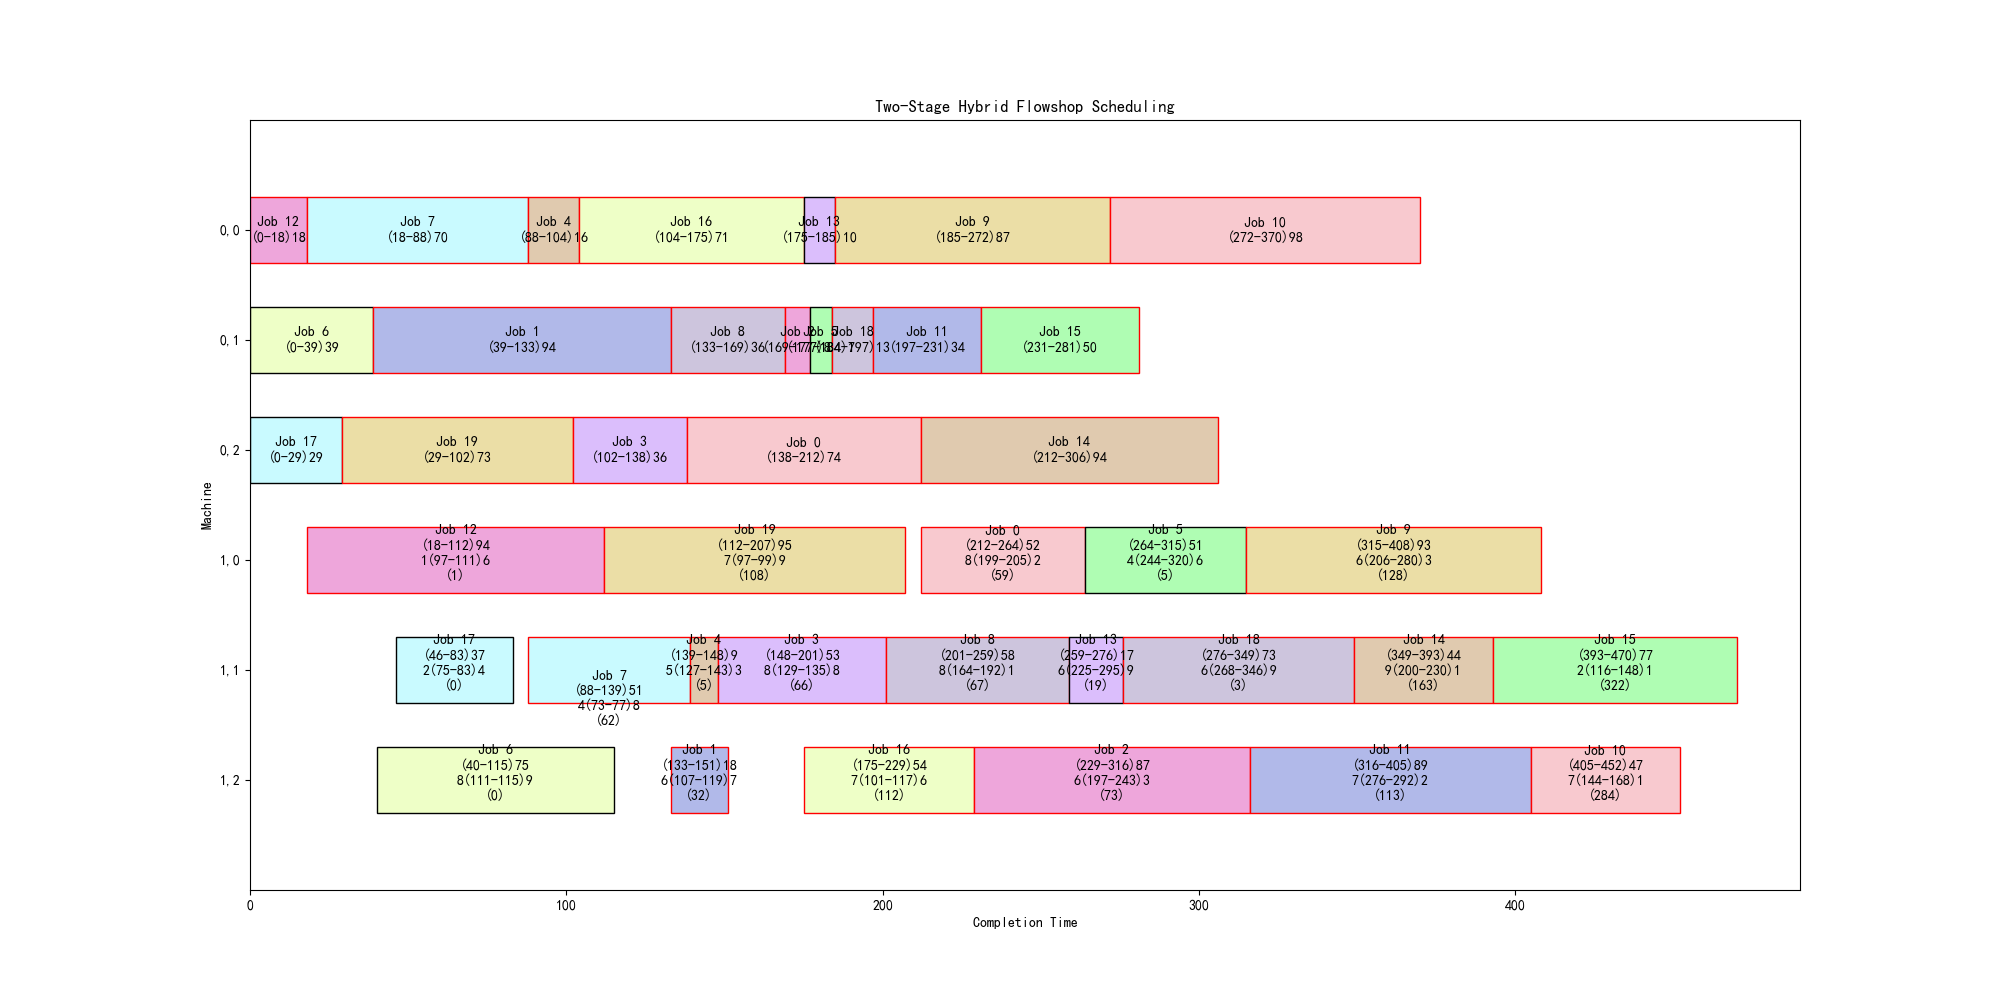 Two-Stage Hybrid Flowshop Scheduling
Machine
0,0
Job 12
(0-18)18
Job 7
(18-88)70
Job 4
(88-104)16
Job 16
(104-175)71
Job 13
(175-185)10
Job 9
(185-272)87
Job 10
(272-370)98
0,1
Job 6
(0-39)39
Job 1
(39-133)94
Job 8
(133-169)36
Job 18
Job 11
(197-231)34
Job 15
(231-281)50
0,2
Job 17
(0-29)29
Job 19
(29-102)73
Job 3
(102-138)36
Job 0
(138-212)74
Job 14
(212-306)94
1,0
Job 12
(18-112)94
1(97-111)6
(1)
Job 19
(112-207)95
7(97-99)9
(108)
Job 0
(212-264)52
8(199-205)2
(59)
Job 5
(264-315)51
4(244-320)6
(5)
Job 9
(315-408)93
6(206-280)3
(128)
1,1
Job 17
(46-83)37
2(75-83)4
(0)
Job 7
(88-139)51
4(73-77)8
(62)
Job 4
(139-148)9
5(127-143)3
(5)
Job 3
(148-201)53
8(129-135)8
(66)
Job 8
(201-259)58
8(164-192)1
(67)
Job 13
(259-276)17
6(225-295)9
(19)
Job 18
(276-349)73
6(268-346)9
(3)
Job 14
(349-393)44
9(200-230)1
(163)
Job 15
(393-470)77
2(116-148)1
(322)
1,2
Job 6
(40-115)75
8(111-115)9
(0)
Job 1
(133-151)18
6(107-119)7
(32)
Job 16
(175-229)54
7(101-117)6
(112)
Job 2
(229-316)87
6(197-243)3
(73)
Job 11
(316-405)89
7(276-292)2
(113)
Job 10
(405-452)47
7(144-168)1
(284)
0
100
200
300
400
Completion Time